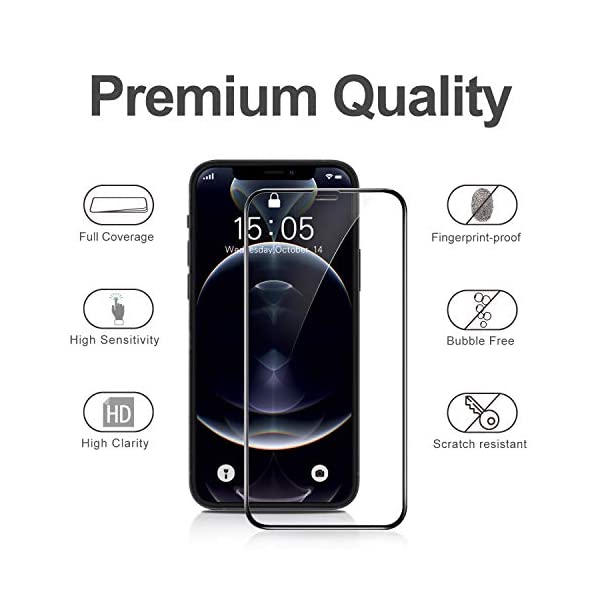 Premium Quality
15:05
Wednesday October 14
Full Coverage
Fingerprint-proof
High Sensitivity
Bubble Free
HD
High Clarity
Scratch resistant